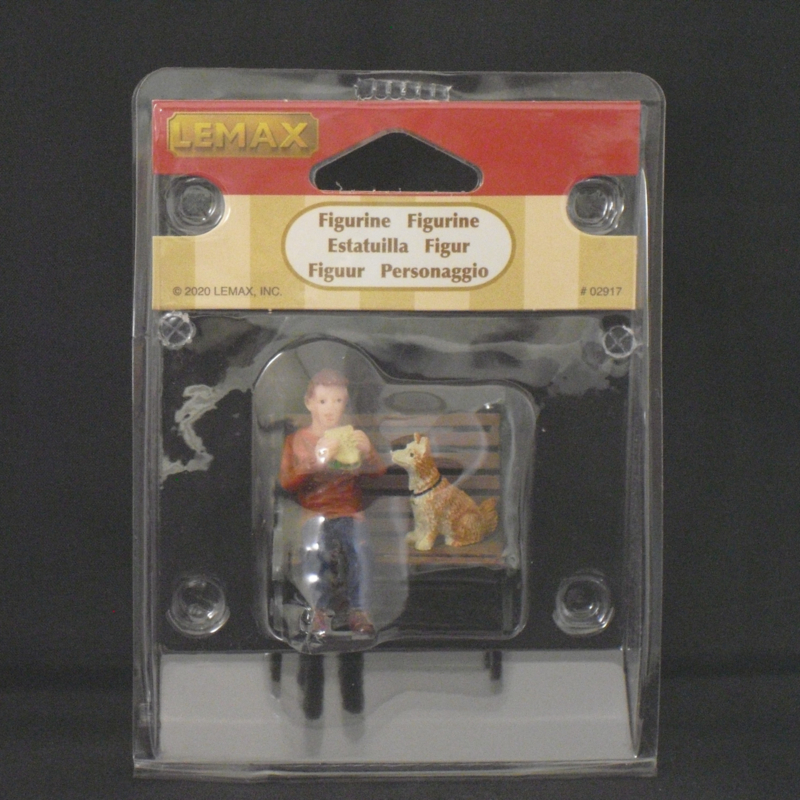 LEMAX
Figurine Figurine
Estatuilla Figur
Figuur Personaggio
© 2020 LEMAX, INC.
# 02917